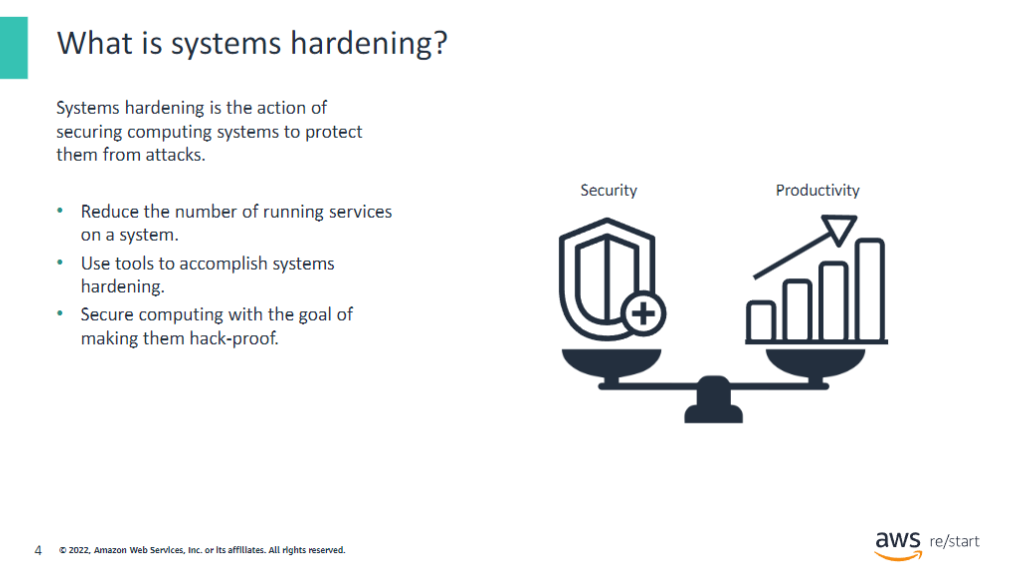 What is systems hardening?
Systems hardening is the action of
securing computing systems to protect
them from attacks.
• Reduce the number of running services
on a system.
• Use tools to accomplish systems
hardening.
• Secure computing with the goal of
making them hack-proof.
Security
Productivity
4
© 2022, Amazon Web Services, Inc. or its affiliates. All rights reserved.
aws re/start